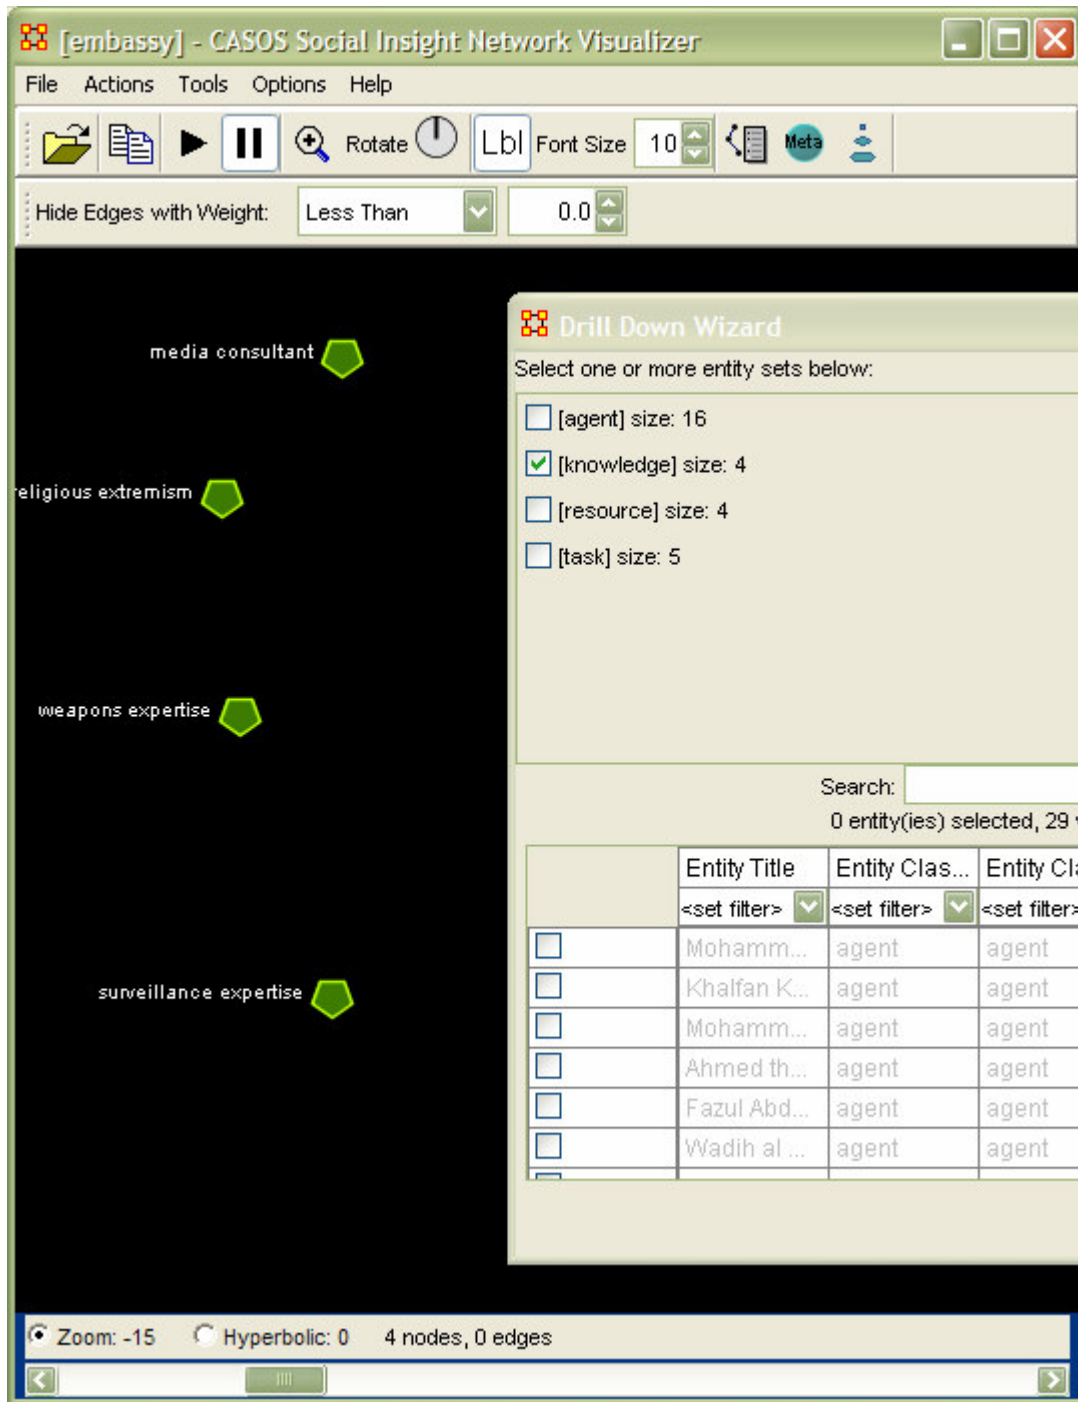 [embassy] - CASOS Social Insight Network Visualizer
File Actions Tools Options Help
Rotate Lbl Font Size 10 Meta
Hide Edges with Weight: Less Than 0.0
media consultant
religious extremism
weapons expertise
surveillance expertise
Drill Down Wizard
Select one or more entity sets below:
[agent] size: 16
[knowledge] size: 4
[resource] size: 4
[task] size: 5
Search:
0 entity(ies) selected, 29
Entity Title Entity Clas... Entity Cla
<set filter> <set filter> <set filter>
Mohamm... agent agent
Khalfan K... agent agent
Mohamm... agent agent
Ahmed th... agent agent
Fazul Abd... agent agent
Wadih al ... agent agent
Zoom: -15 Hyperbolic: 0 4 nodes, 0 edges